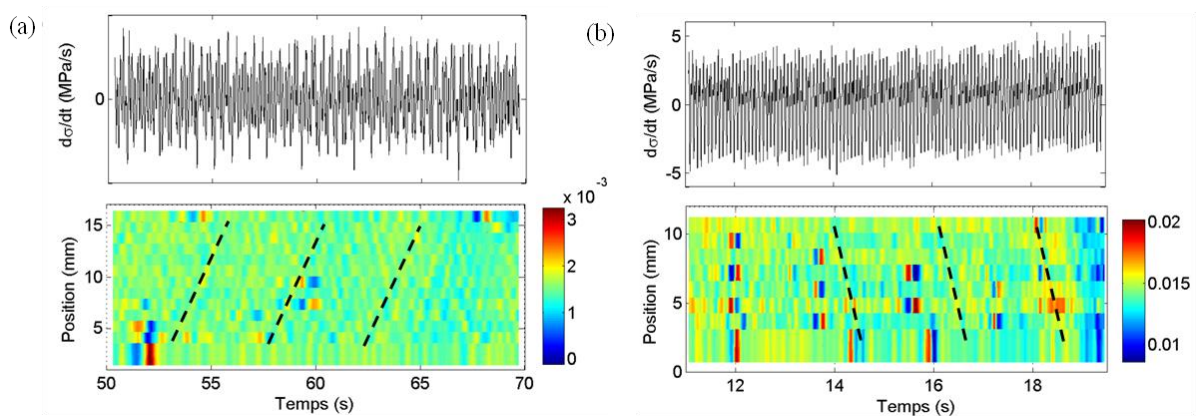 (a)
dσ/dt (MPa/s)
0
x 10⁻³
Position (mm)
15
10
5
3
2
1
0
50 55 60 65 70
Temps (s)
(b)
dσ/dt (MPa/s)
5
0
-5
Position (mm)
10
5
0
0.02
0.015
0.01
12 14 16 18
Temps (s)